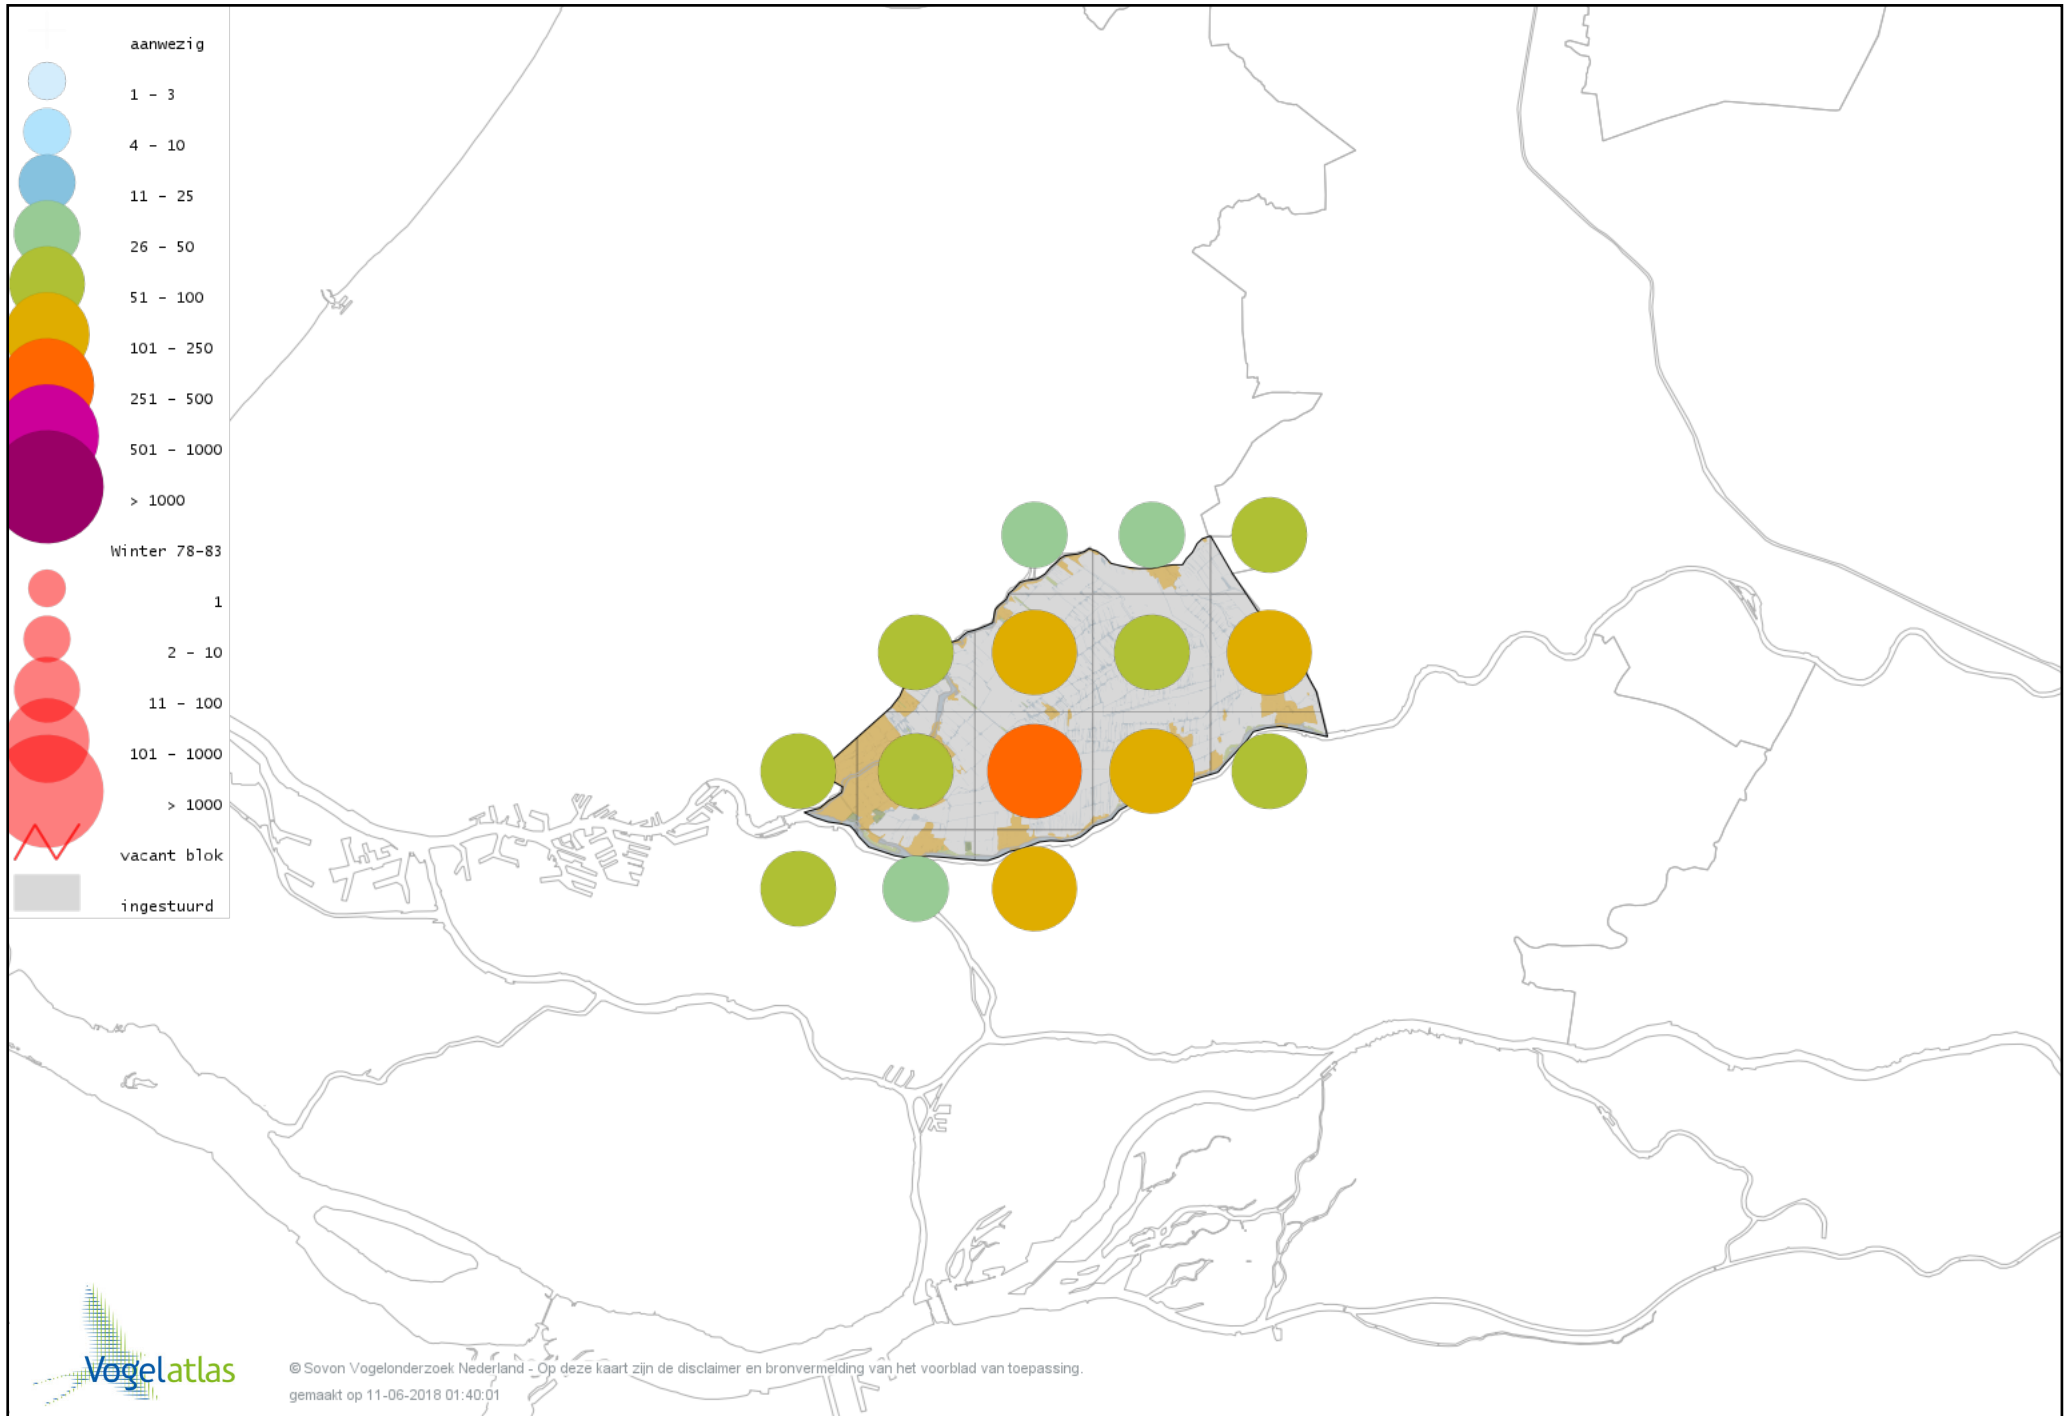 aanwezig
1 - 3
4 - 10
11 - 25
26 - 50
51 - 100
101 - 250
251 - 500
501 - 1000
> 1000
Winter 78-83
1
2 - 10
11 - 100
101 - 1000
> 1000
vacant blok
ingestuurd
Vogelatlas
© Sovon Vogelonderzoek Nederland - Op deze kaart zijn de disclaimer en bronvermelding van het voorblad van toepassing.
gemaakt op 11-06-2018 01:40:01